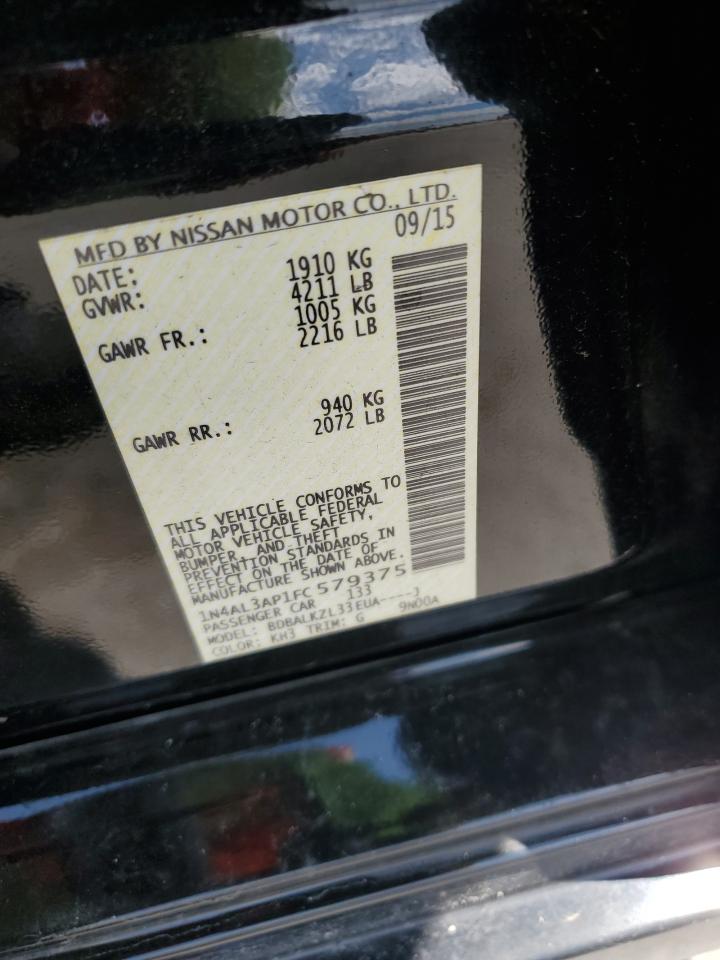 MFD BY NISSAN MOTOR CO., LTD.
DATE: 09/15
GVWR: 1910 KG
4211 LB
GAWR FR.: 1005 KG
2216 LB
GAWR RR.: 940 KG
2072 LB
THIS VEHICLE CONFORMS TO
ALL APPLICABLE FEDERAL
MOTOR VEHICLE SAFETY,
BUMPER, AND THEFT
PREVENTION STANDARDS IN
EFFECT ON THE DATE OF
MANUFACTURE SHOWN ABOVE.
1N4AL3AP1FC 579375
PASSENGER CAR 133
MODEL: BDBALKZL33EUA----J
COLOR: KH3 TRIM: G 9N00A